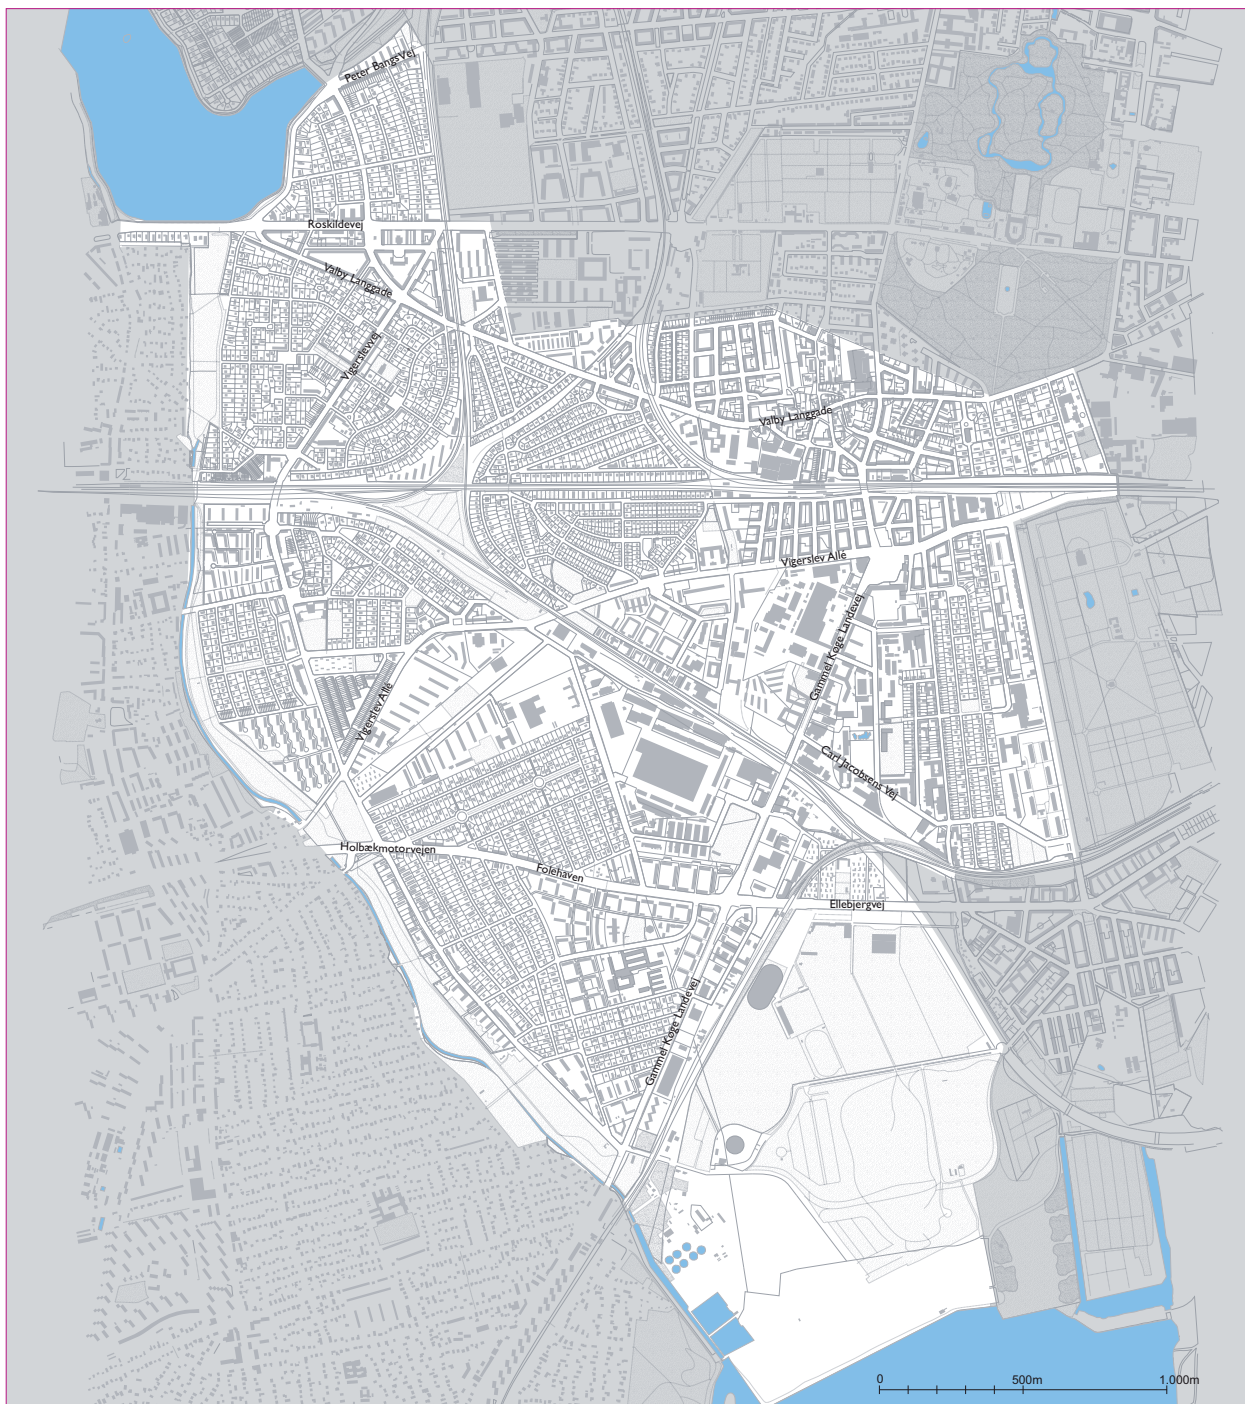 Peter Bangs Vej
Roskildevej
Valby Langgade
Vigerslevvej
Valby Langgade
Vigerslev Allé
Gammel Køge Landevej
Vigerslev Allé
Carl Jacobsens Vej
Holbækmotorvejen
Folehaven
Ellebjergvej
Gammel Køge Landevej
0 500m 1.000m